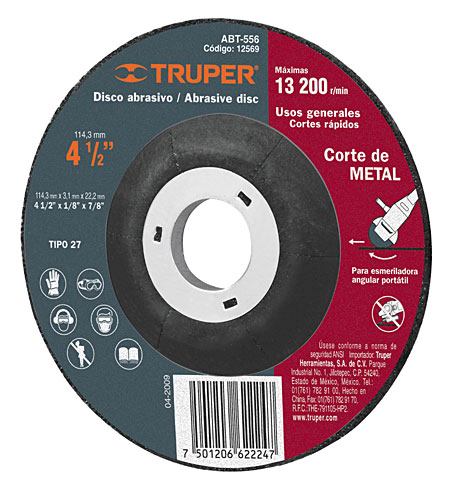 ABT-556
Código: 12569
TRUPER®
Disco abrasivo / Abrasive disc
114,3 mm
4 1/2”
114,3 mm x 3,1 mm x 22,2 mm
4 1/2" x 1/8" x 7/8"
TIPO 27
Máximas
13 200 r/min
Usos generales
Cortes rápidos
Corte de
METAL
Para esmeriladora
angular portátil
Úsese conforme a norma de
seguridad ANSI Importador: Truper
Herramientas, S.A. de C.V. Parque
Industrial No. 1, Jilotepec, C.P. 54240.
Estado de México, México, Tel.:
01(761) 782 91 00, Hecho en
China, Fax: 01(761) 782 91 70,
R.F.C.:THE-791105-HP2.
www.truper.com
04-2009
7 501206 622247